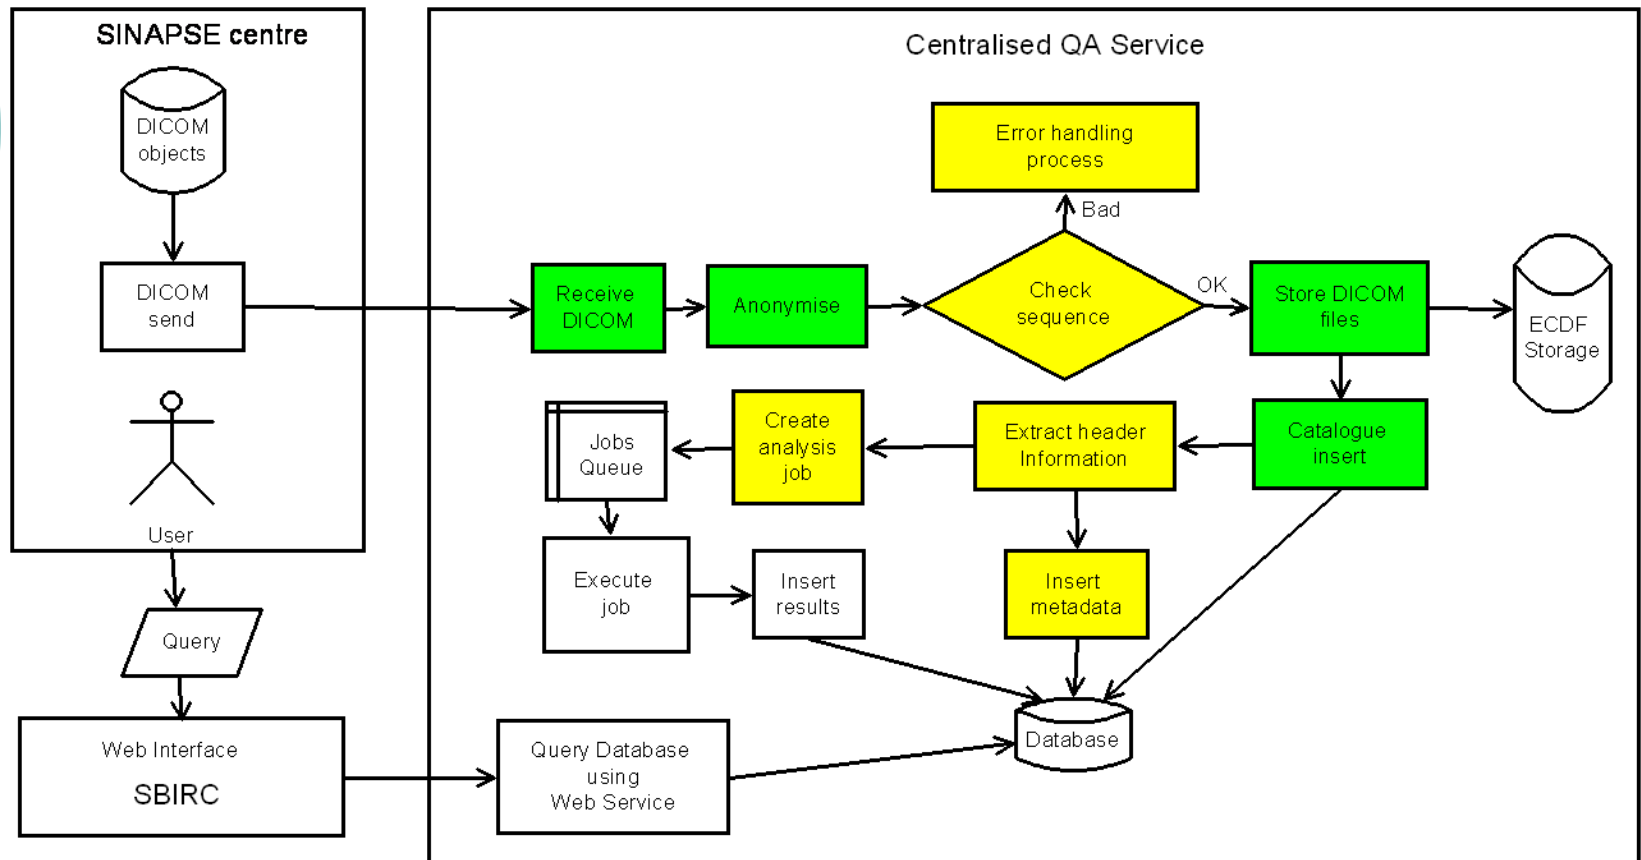 SINAPSE centre
Centralised QA Service
DICOM
objects
Error handling
process
Bad
DICOM
send
Receive
DICOM
Anonymise
Check
sequence
OK
Store DICOM
files
ECDF
Storage
Jobs
Queue
Create
analysis
job
Extract header
Information
Catalogue
insert
User
Execute
job
Insert
results
Insert
metadata
Query
Web Interface
SBIRC
Query Database
using
Web Service
Database